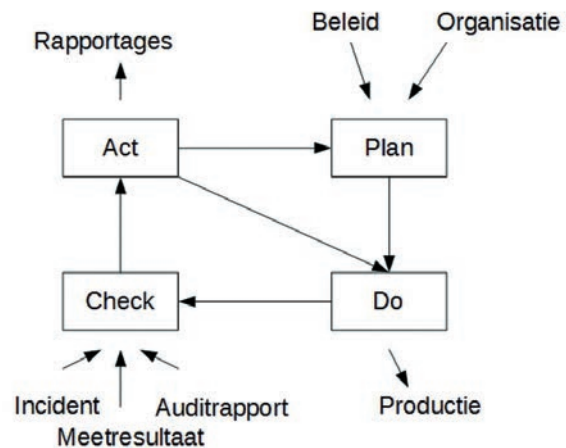 Beleid
Organisatie
Rapportages
Act
Plan
Check
Do
Incident
Auditrapport
Meetresultaat
Productie